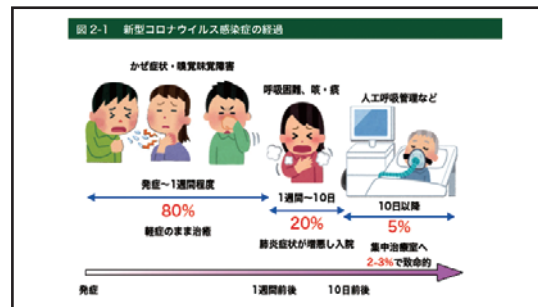 図 2-1 新型コロナウイルス感染症の経過
かぜ症状・嗅覚味覚障害
呼吸困難、咳・痰
人工呼吸管理など
発症～1週間程度
80%
軽症のまま治癒
1週間～10日
20%
肺炎症状が増悪し入院
10日以降
5%
集中治療室へ
2-3%で致命的
発症
1週間前後
10日前後